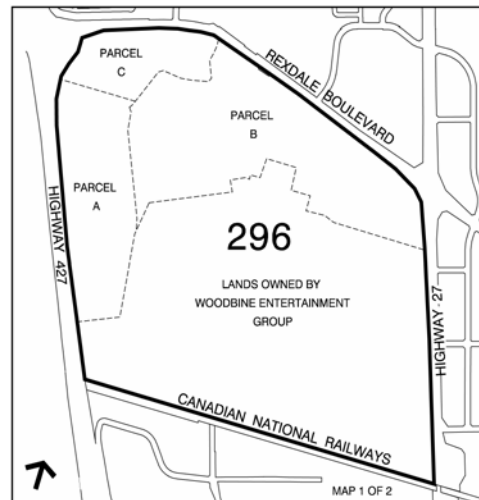 PARCEL
C
REXDALE BOULEVARD
PARCEL
B
PARCEL
A
HIGHWAY 427
296
LANDS OWNED BY
WOODBINE ENTERTAINMENT
GROUP
HIGHWAY 27
CANADIAN NATIONAL RAILWAYS
MAP 1 OF 2